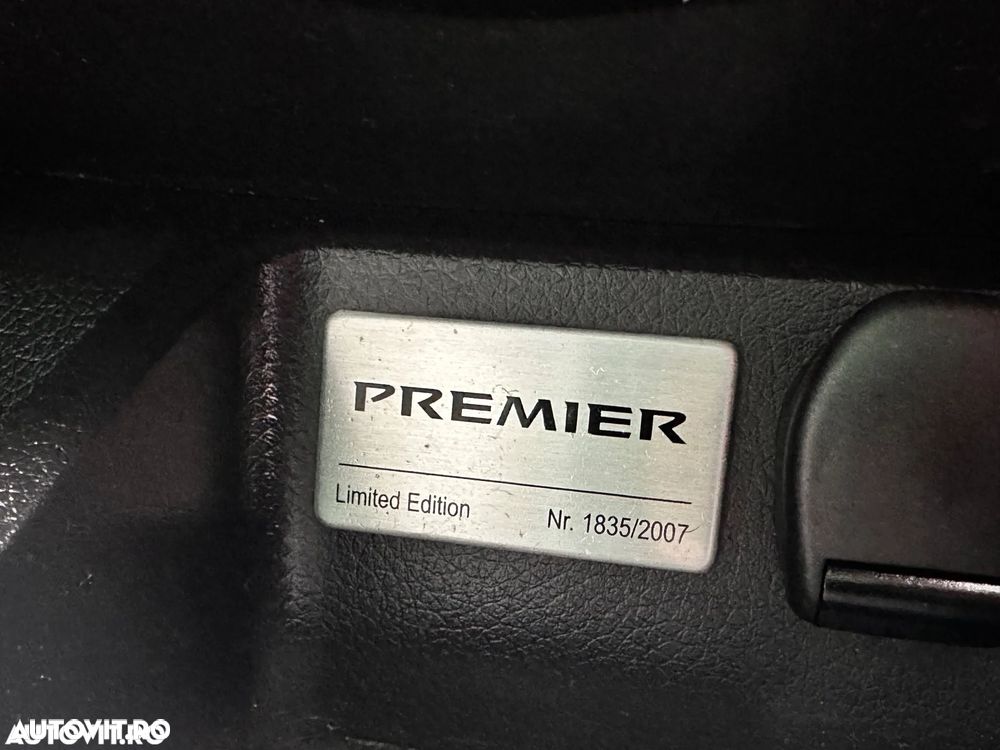 PREMIER
Limited Edition
Nr. 1835/2007
AUTOVIT.RO